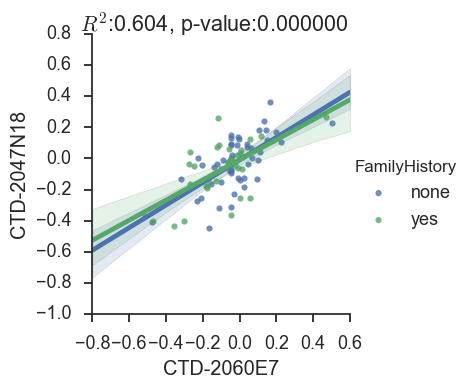 R²:0.604, p-value:0.000000
0.8
0.6
0.4
0.2
0.0
−0.2
−0.4
−0.6
−0.8
−1.0
CTD-2047N18
−0.8 −0.6 −0.4 −0.2 0.0 0.2 0.4 0.6
CTD-2060E7
FamilyHistory
none
yes